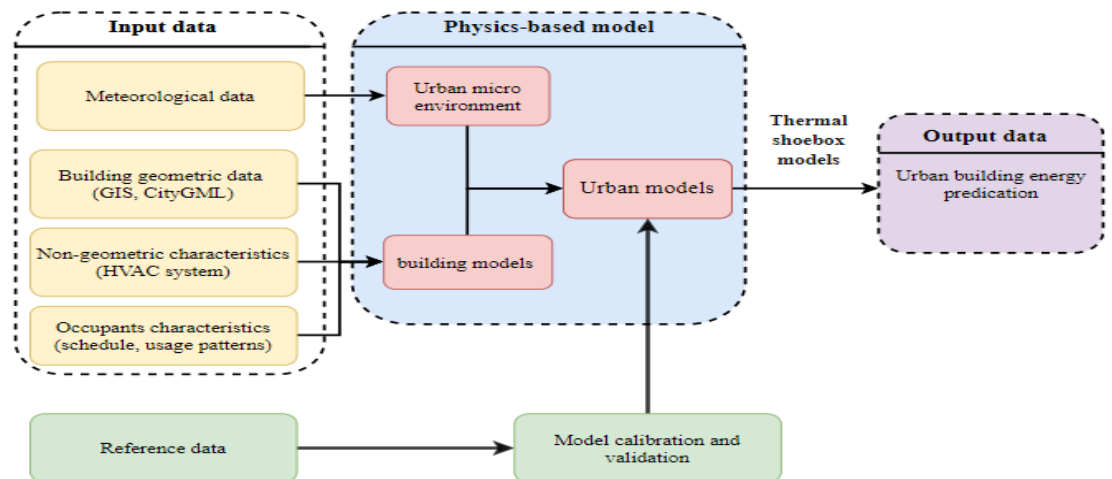 Input data
Meteorological data
Building geometric data
(GIS, CityGML)
Non-geometric characteristics
(HVAC system)
Occupants characteristics
(schedule, usage patterns)
Physics-based model
Urban micro
environment
Urban models
building models
Thermal
shoebox
models
Output data
Urban building energy
predication
Reference data
Model calibration and
validation